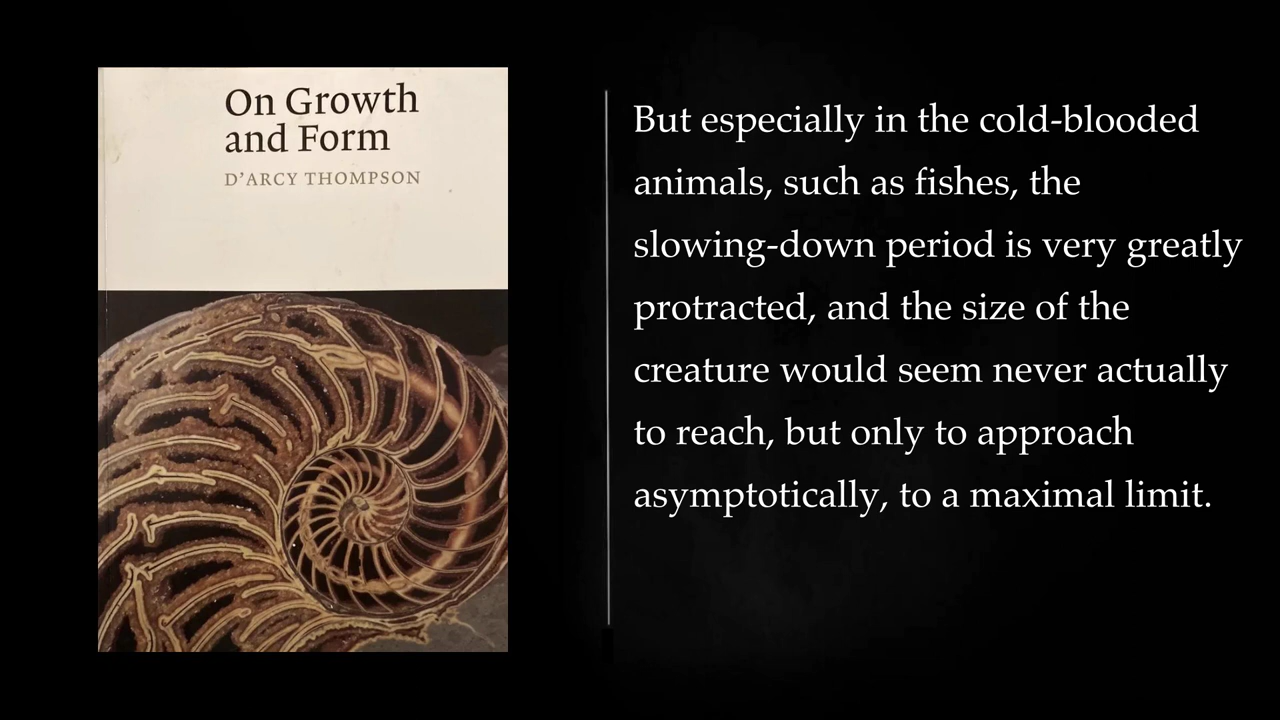 On Growth
and Form
D'ARCY THOMPSON
But especially in the cold-blooded
animals, such as fishes, the
slowing-down period is very greatly
protracted, and the size of the
creature would seem never actually
to reach, but only to approach
asymptotically, to a maximal limit.